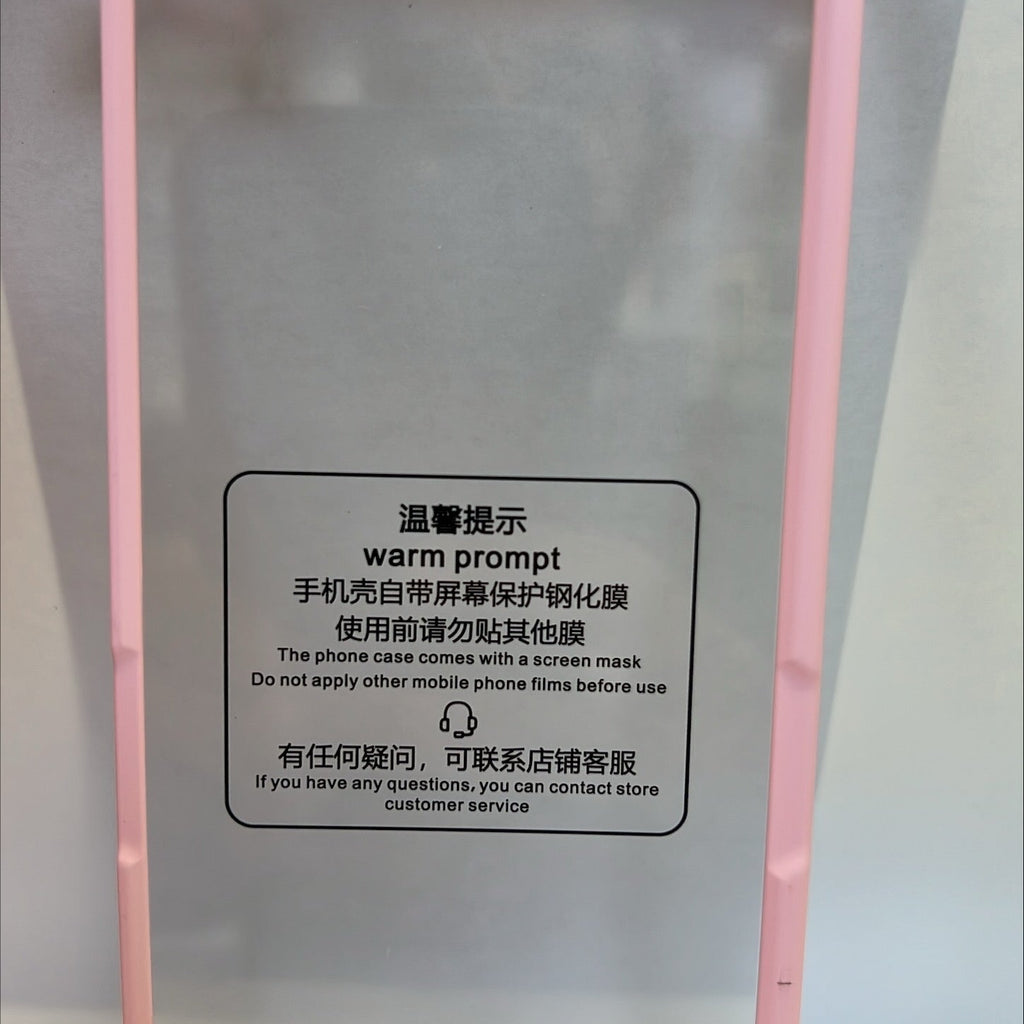 温馨提示
warm prompt
手机壳自带屏幕保护钢化膜
使用前请勿贴其他膜
The phone case comes with a screen mask
Do not apply other mobile phone films before use
有任何疑问，可联系店铺客服
If you have any questions, you can contact store
customer service